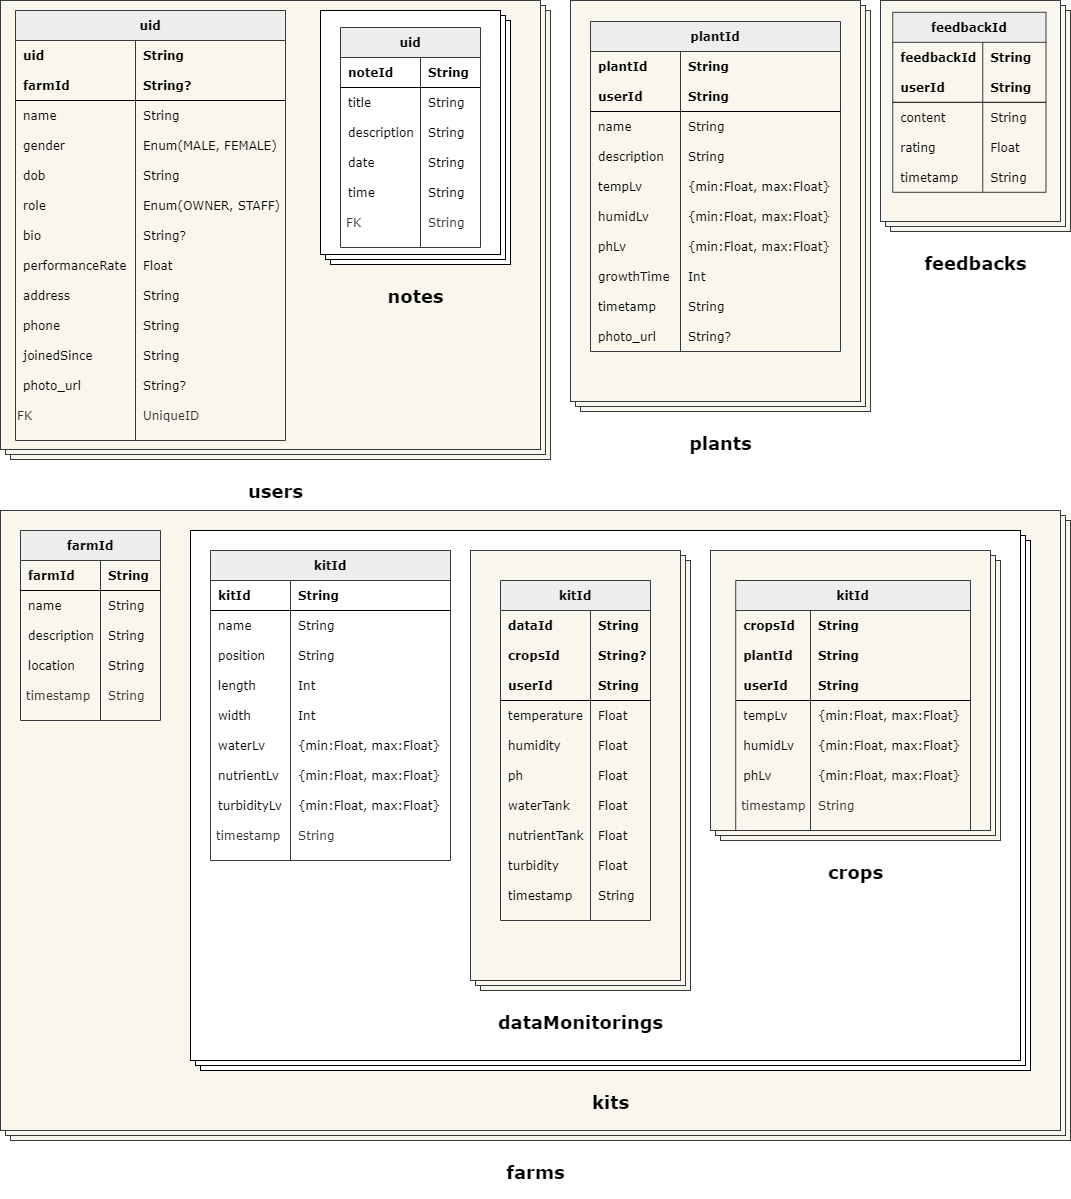 uid
uid String
farmId String?
name String
gender Enum(MALE, FEMALE)
dob String
role Enum(OWNER, STAFF)
bio String?
performanceRate Float
address String
phone String
joinedSince String
photo_url String?
FK UniqueID
uid
noteId String
title String
description String
date String
time String
FK String
notes
users
plantId
plantId String
userId String
name String
description String
tempLv {min:Float, max:Float}
humidLv {min:Float, max:Float}
phLv {min:Float, max:Float}
growthTime Int
timetamp String
photo_url String?
plants
feedbackId
feedbackId String
userId String
content String
rating Float
timetamp String
feedbacks
farmId
farmId String
name String
description String
location String
timestamp String
kitId
kitId String
name String
position String
length Int
width Int
waterLv {min:Float, max:Float}
nutrientLv {min:Float, max:Float}
turbidityLv {min:Float, max:Float}
timestamp String
kitId
dataId String
cropsId String?
userId String
temperature Float
humidity Float
ph Float
waterTank Float
nutrientTank Float
turbidity Float
timestamp String
dataMonitorings
kitId
cropsId String
plantId String
userId String
tempLv {min:Float, max:Float}
humidLv {min:Float, max:Float}
phLv {min:Float, max:Float}
timestamp String
crops
kits
farms